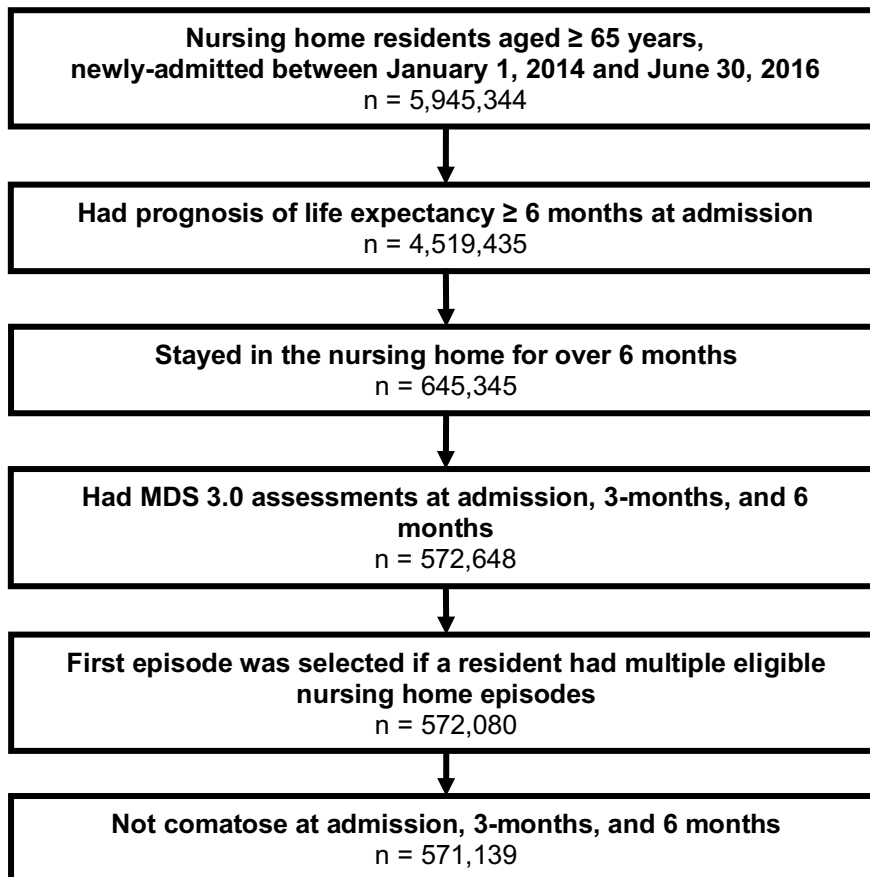 Nursing home residents aged ≥ 65 years,
newly-admitted between January 1, 2014 and June 30, 2016
n = 5,945,344
Had prognosis of life expectancy ≥ 6 months at admission
n = 4,519,435
Stayed in the nursing home for over 6 months
n = 645,345
Had MDS 3.0 assessments at admission, 3-months, and 6
months
n = 572,648
First episode was selected if a resident had multiple eligible
nursing home episodes
n = 572,080
Not comatose at admission, 3-months, and 6 months
n = 571,139